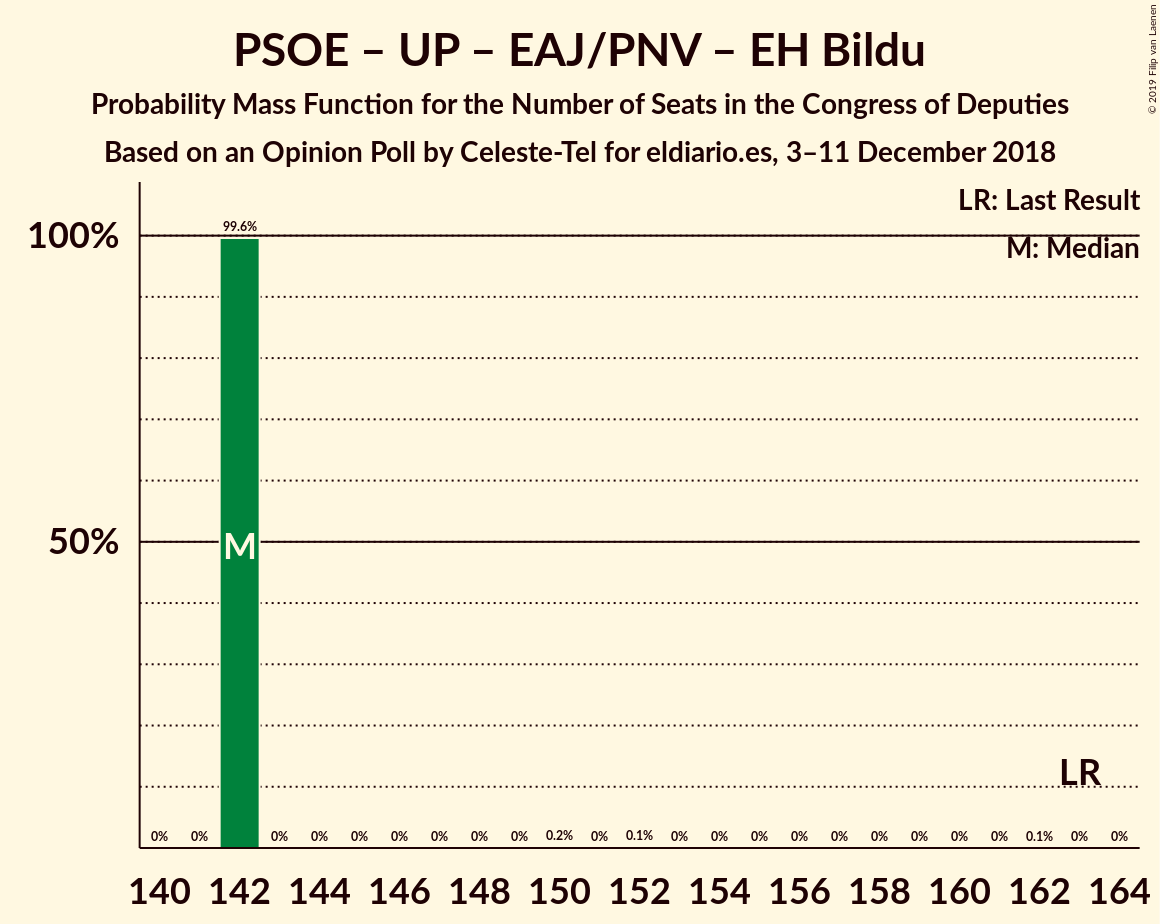 PSOE – UP – EAJ/PNV – EH Bildu
Probability Mass Function for the Number of Seats in the Congress of Deputies
Based on an Opinion Poll by Celeste-Tel for eldiario.es, 3–11 December 2018
© 2019 Filip van Laenen
LR: Last Result
M: Median
100%
50%
99.6%
M
LR
0% 0% 0% 0% 0% 0% 0% 0% 0% 0.2% 0% 0.1% 0% 0% 0% 0% 0% 0% 0% 0% 0% 0.1% 0% 0%
140 142 144 146 148 150 152 154 156 158 160 162 164